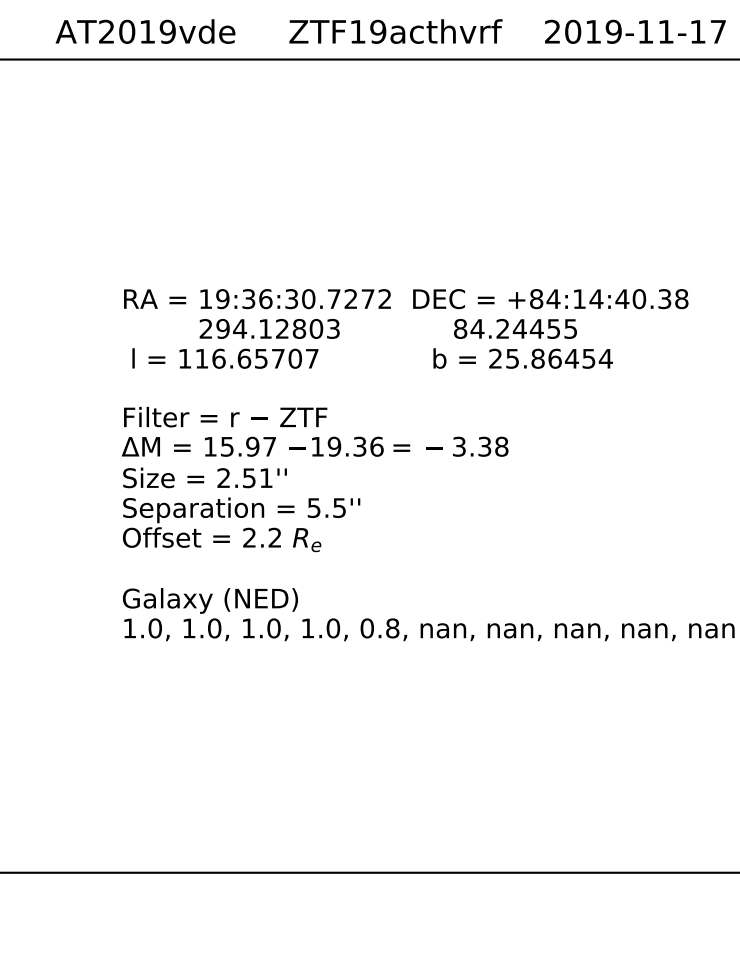 AT2019vde ZTF19acthvrf 2019-11-17
RA = 19:36:30.7272 DEC = +84:14:40.38
294.12803 84.24455
l = 116.65707 b = 25.86454
Filter = r − ZTF
ΔM = 15.97 −19.36 = − 3.38
Size = 2.51''
Separation = 5.5''
Offset = 2.2 Re
Galaxy (NED)
1.0, 1.0, 1.0, 1.0, 0.8, nan, nan, nan, nan, nan